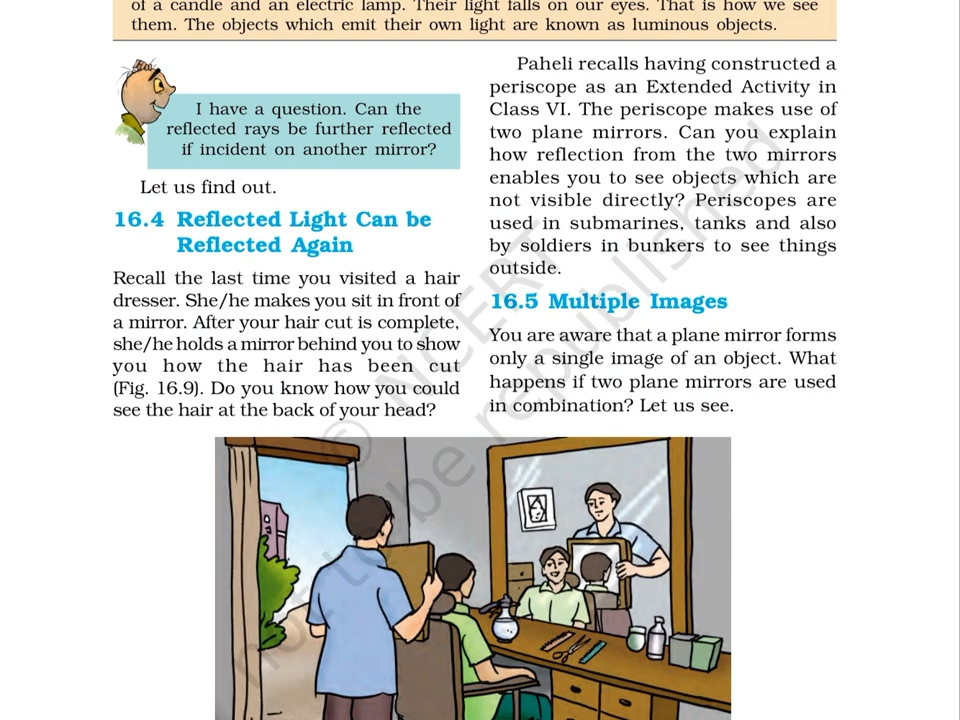 of a candle and an electric lamp. Their light falls on our eyes. That is how we see
them. The objects which emit their own light are known as luminous objects.
I have a question. Can the
reflected rays be further reflected
if incident on another mirror?
Let us find out.
16.4 Reflected Light Can be
Reflected Again
Recall the last time you visited a hair
dresser. She/he makes you sit in front of
a mirror. After your hair cut is complete,
she/he holds a mirror behind you to show
you how the hair has been cut
(Fig. 16.9). Do you know how you could
see the hair at the back of your head?
Paheli recalls having constructed a
periscope as an Extended Activity in
Class VI. The periscope makes use of
two plane mirrors. Can you explain
how reflection from the two mirrors
enables you to see objects which are
not visible directly? Periscopes are
used in submarines, tanks and also
by soldiers in bunkers to see things
outside.
16.5 Multiple Images
You are aware that a plane mirror forms
only a single image of an object. What
happens if two plane mirrors are used
in combination? Let us see.
© NCERT
not to be republished